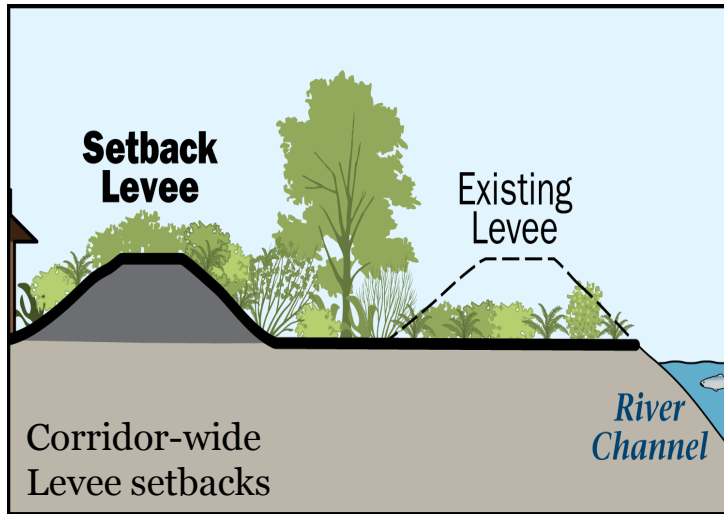 Setback
Levee
Existing
Levee
River
Channel
Corridor-wide
Levee setbacks